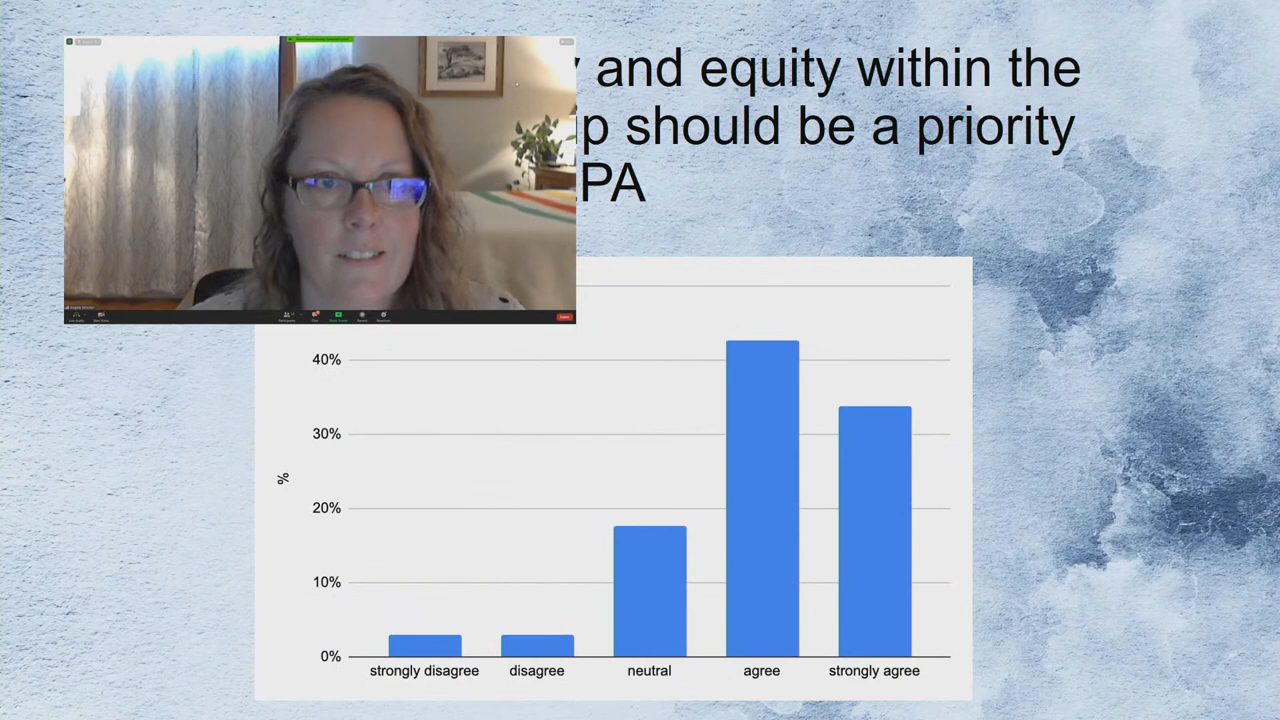 and equity within the
should be a priority
40%
30%
20%
10%
0%
%
strongly disagree
disagree
neutral
agree
strongly agree